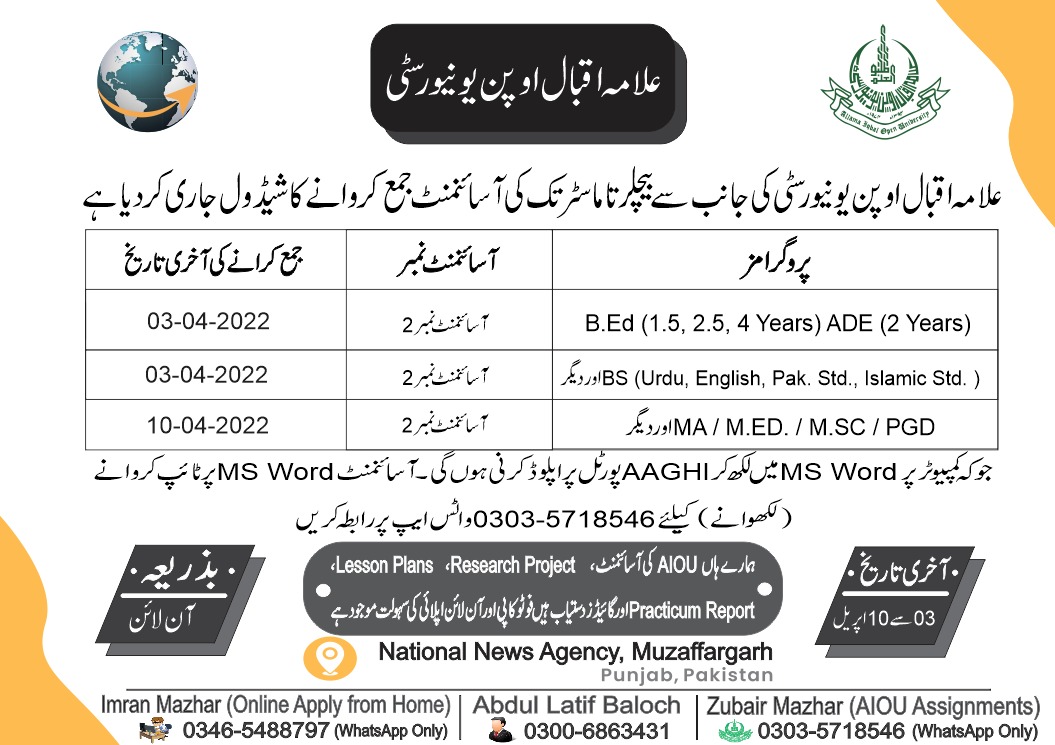 علامہ اقبال اوپن یونیورسٹی
Allama Iqbal Open University
علامہ اقبال اوپن یونیورسٹی کی جانب سے بیچلر تا ماسٹر تک کی آسائنمنٹ جمع کروانے کا شیڈول جاری کر دیا ہے
پروگرامز آسائنمنٹ نمبر جمع کرانے کی آخری تاریخ
B.Ed (1.5, 2.5, 4 Years) ADE (2 Years) آسائنمنٹ نمبر 2 03-04-2022
BS (Urdu, English, Pak. Std., Islamic Std. ) اور دیگر آسائنمنٹ نمبر 2 03-04-2022
MA / M.ED. / M.SC / PGD اور دیگر آسائنمنٹ نمبر 2 10-04-2022
جو کہ کمپیوٹر پر MS Word میں لکھ کر AAGHI پورٹل پر اپلوڈ کرنی ہوں گی۔ آسائنمنٹ MS Word پر ٹائپ کروانے
(لکھوانے) کیلئے 0303-5718546 واٹس ایپ پر رابطہ کریں
آخری تاریخ
03 سے 10 اپریل
ہمارے ہاں AIOU کی آسائنمنٹ، Research Project، Lesson Plans،
Practicum Report اور گائیڈز دستیاب ہیں فوٹو کاپی اور آن لائن اپلائی کی سہولت موجود ہے
بذریعہ
آن لائن
National News Agency, Muzaffargarh
Punjab, Pakistan
Imran Mazhar (Online Apply from Home)
0346-5488797 (WhatsApp Only)
Abdul Latif Baloch
0300-6863431
Zubair Mazhar (AIOU Assignments)
0303-5718546 (WhatsApp Only)